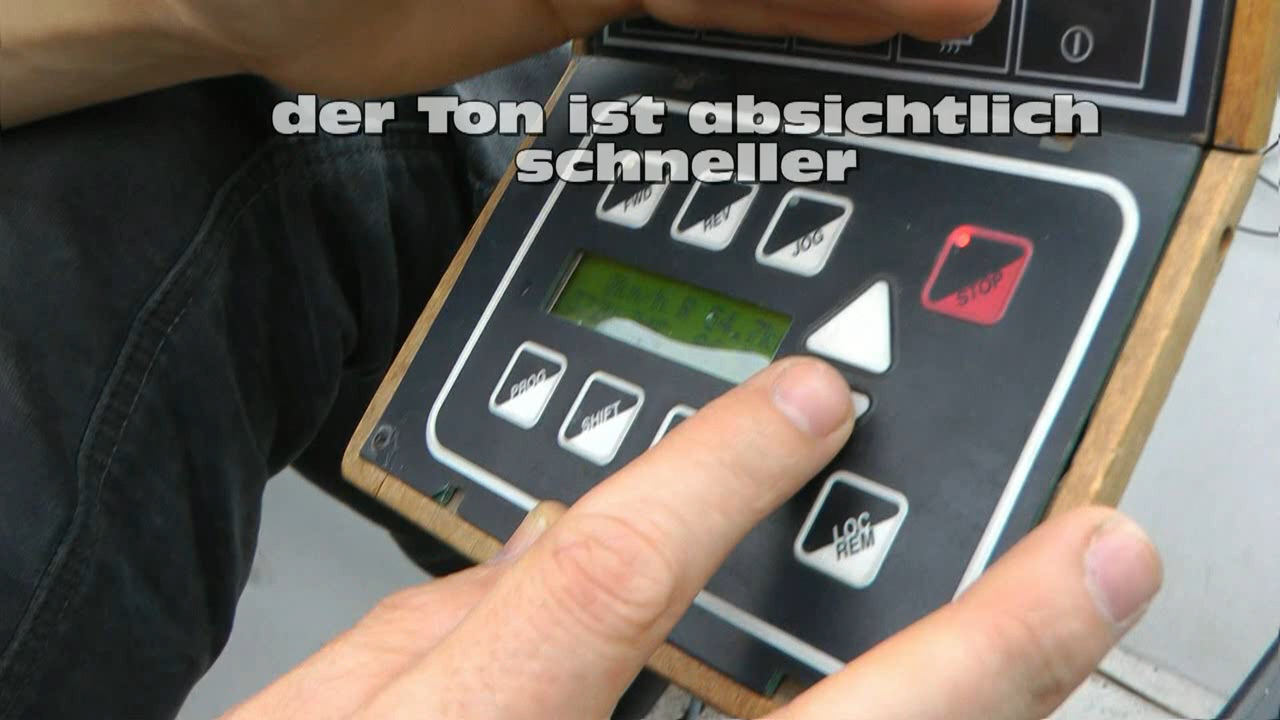 der Ton ist absichtlich
schneller
FWD
REV
JOG
STOP
PROG
SHIFT
LOC
REM